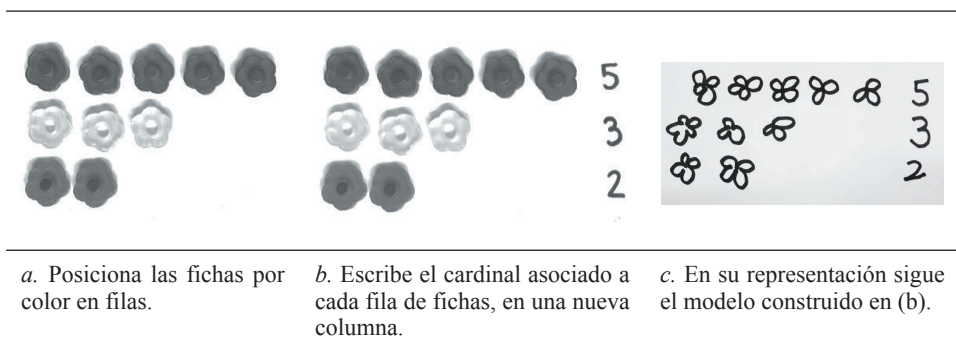 5
3
2
5
3
2
a. Posiciona las fichas por
color en filas.
b. Escribe el cardinal asociado a
cada fila de fichas, en una nueva
columna.
c. En su representación sigue
el modelo construido en (b).